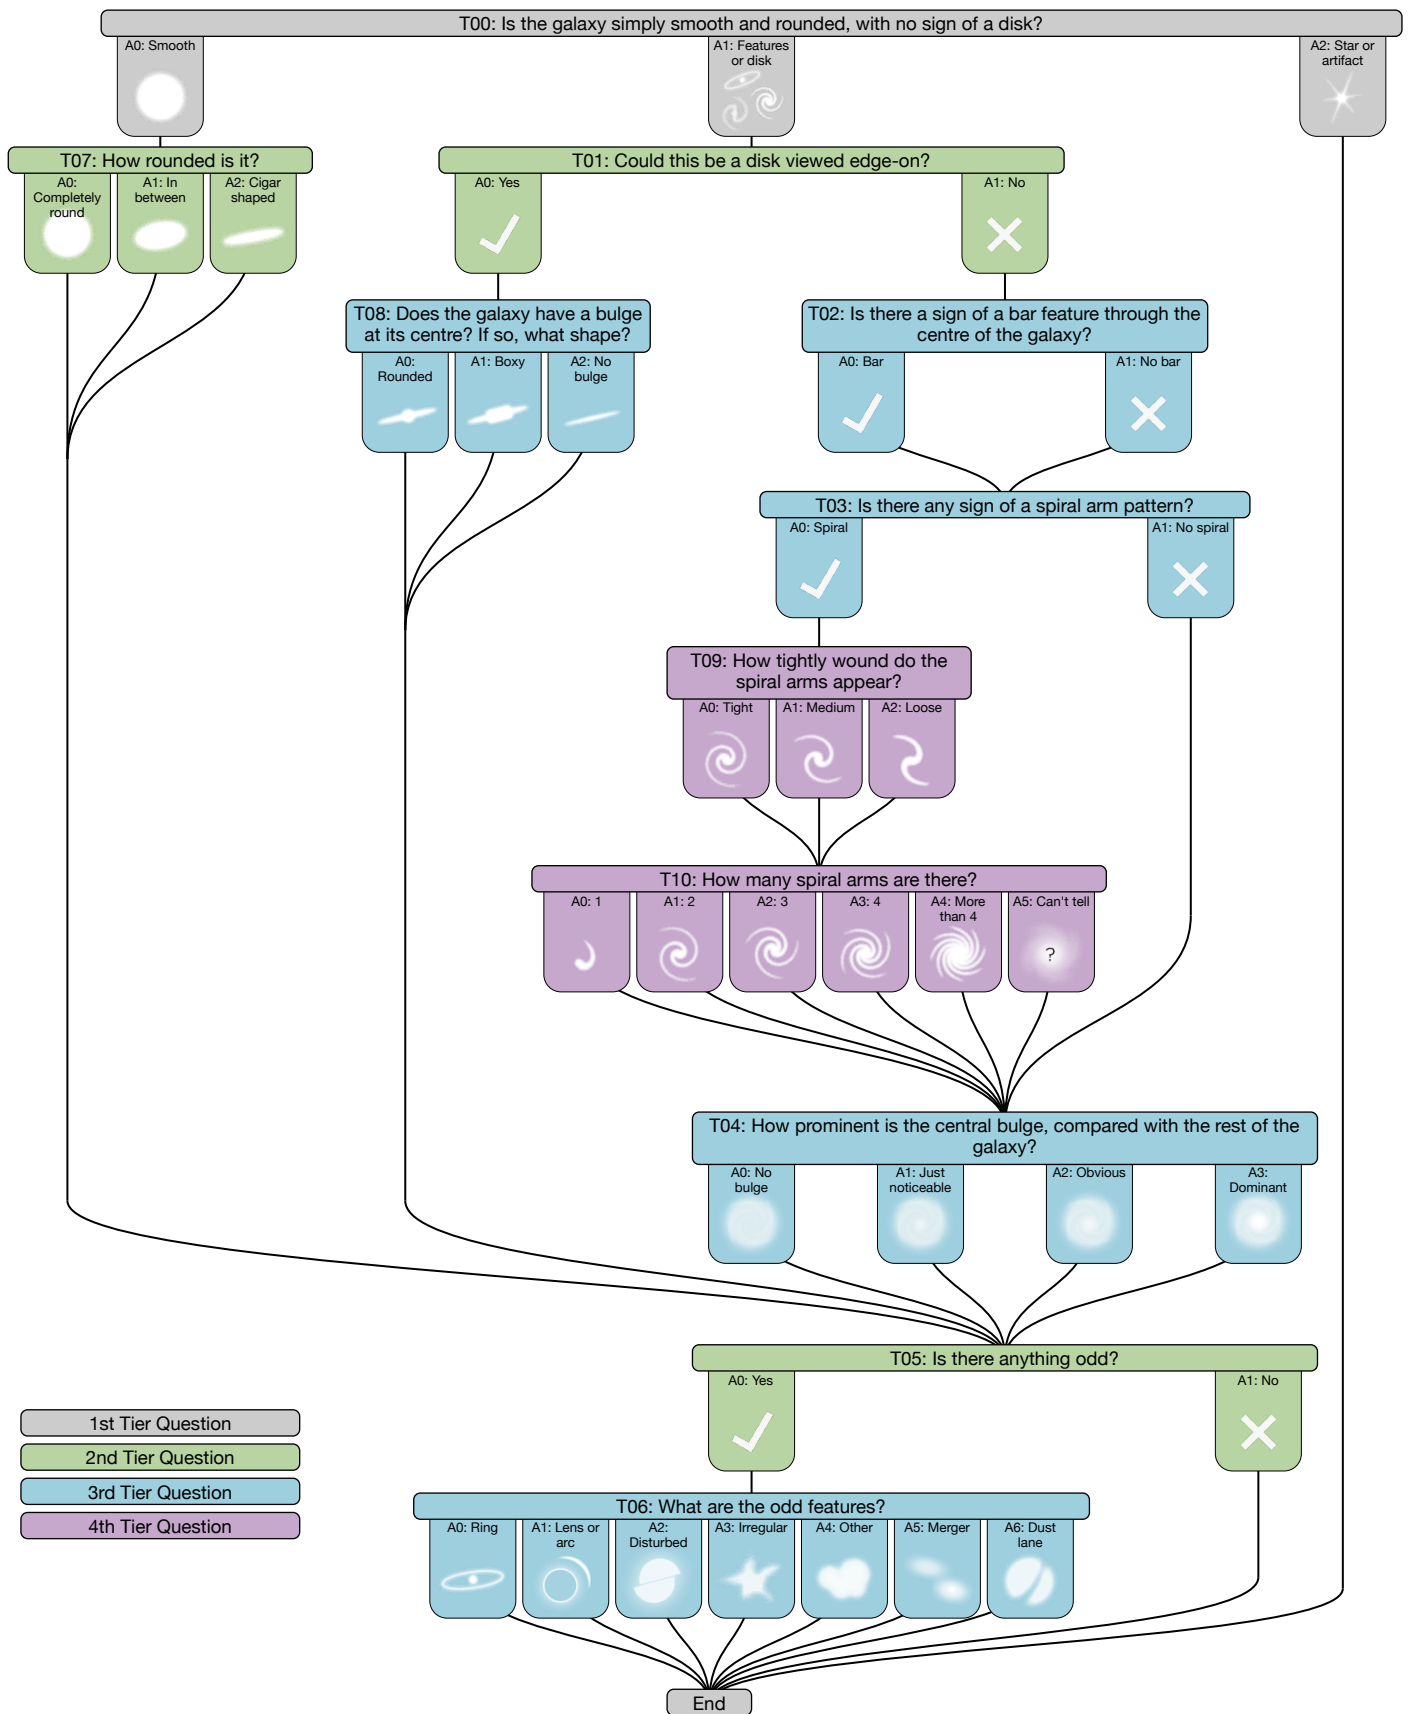 T00: Is the galaxy simply smooth and rounded, with no sign of a disk?
A0: Smooth
A1: Features
or disk
A2: Star or
artifact
T07: How rounded is it?
A0:
Completely
round
A1: In
between
A2: Cigar
shaped
T01: Could this be a disk viewed edge-on?
A0: Yes
A1: No
T08: Does the galaxy have a bulge
at its centre? If so, what shape?
A0:
Rounded
A1: Boxy
A2: No
bulge
T02: Is there a sign of a bar feature through the
centre of the galaxy?
A0: Bar
A1: No bar
T03: Is there any sign of a spiral arm pattern?
A0: Spiral
A1: No spiral
T09: How tightly wound do the
spiral arms appear?
A0: Tight
A1: Medium
A2: Loose
T10: How many spiral arms are there?
A0: 1
A1: 2
A2: 3
A3: 4
A4: More
than 4
A5: Can't tell
?
T04: How prominent is the central bulge, compared with the rest of the
galaxy?
A0: No
bulge
A1: Just
noticeable
A2: Obvious
A3:
Dominant
T05: Is there anything odd?
A0: Yes
A1: No
T06: What are the odd features?
A0: Ring
A1: Lens or
arc
A2:
Disturbed
A3: Irregular
A4: Other
A5: Merger
A6: Dust
lane
End
1st Tier Question
2nd Tier Question
3rd Tier Question
4th Tier Question